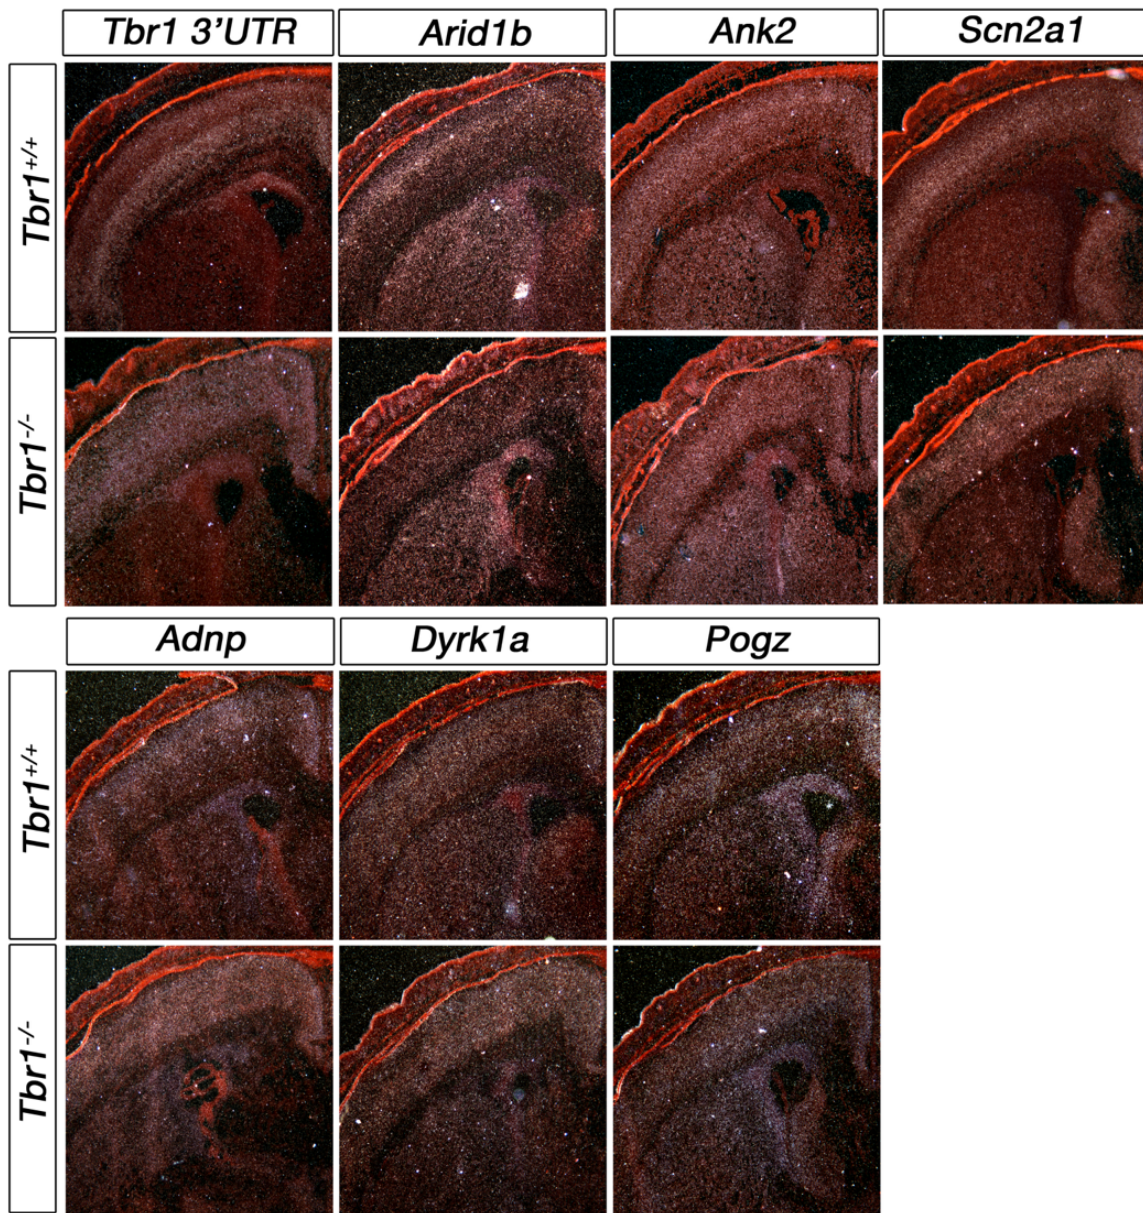 Tbr1 3’UTR Arid1b Ank2 Scn2a1
Tbr1+/+
Tbr1-/-
Adnp Dyrk1a Pogz
Tbr1+/+
Tbr1-/-